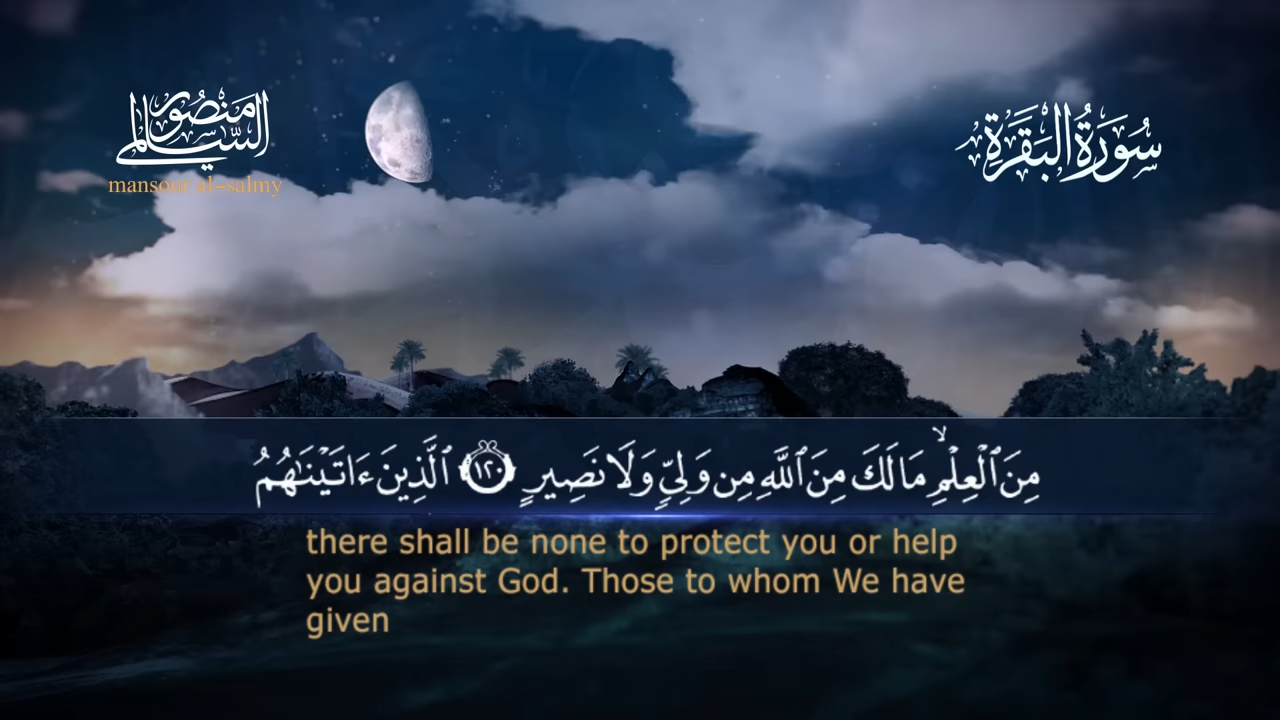 منصور
السالمي
mansour al-salmy
سُورَةُ البَقَرَةِ
مِنَ ٱلْعِلْمِ ۙ مَا لَكَ مِنَ ٱللَّهِ مِن وَلِيٍّ وَلَا نَصِيرٍ ١٢٠ ٱلَّذِينَ ءَاتَيْنَـٰهُمُ
there shall be none to protect you or help
you against God. Those to whom We have
given